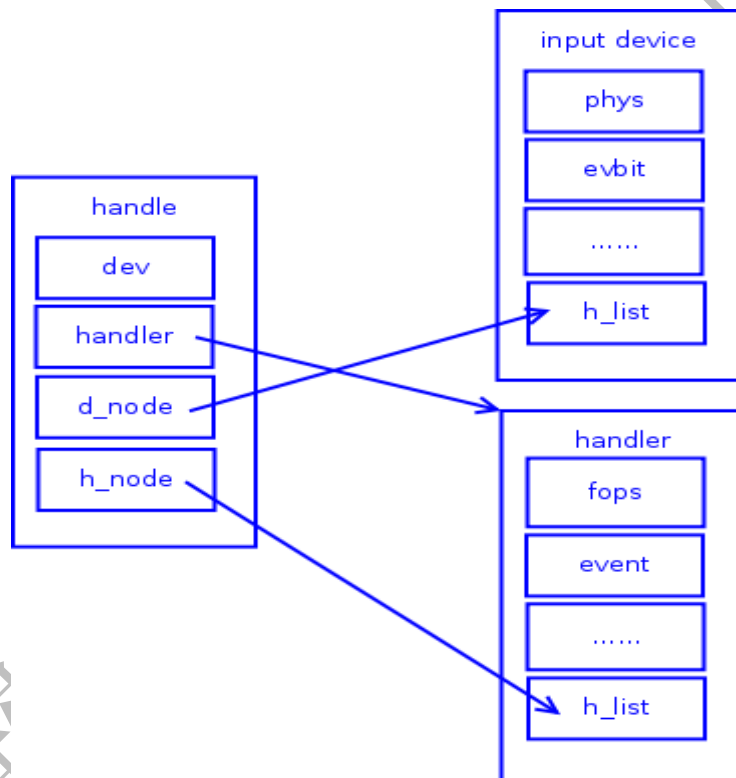 input device
phys
evbit
......
h_list
handle
dev
handler
d_node
h_node
handler
fops
event
......
h_list